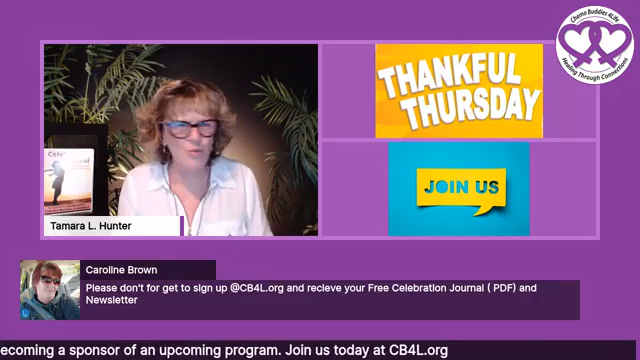 Chemo Buddies 4Life
Healing Through Connections
THANKFUL
THURSDAY
JOIN US
Tamara L. Hunter
Caroline Brown
Please don't for get to sign up @CB4L.org and recieve your Free Celebration Journal ( PDF) and
Newsletter
ecoming a sponsor of an upcoming program. Join us today at CB4L.org